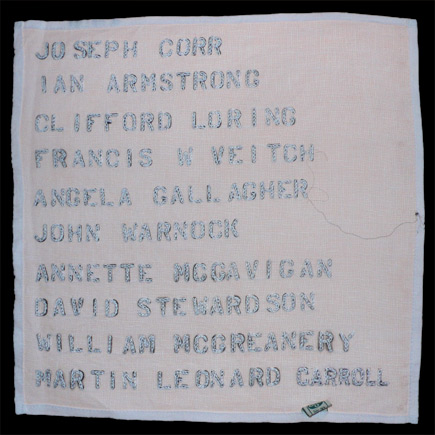 JOSEPH CORR
IAN ARMSTRONG
CLIFFORD LORING
FRANCIS W VEITCH
ANGELA GALLAGHER
JOHN WARNOCK
ANNETTE MCGAVIGAN
DAVID STEWARDSON
WILLIAM MCGREANERY
MARTIN LEONARD CARROLL